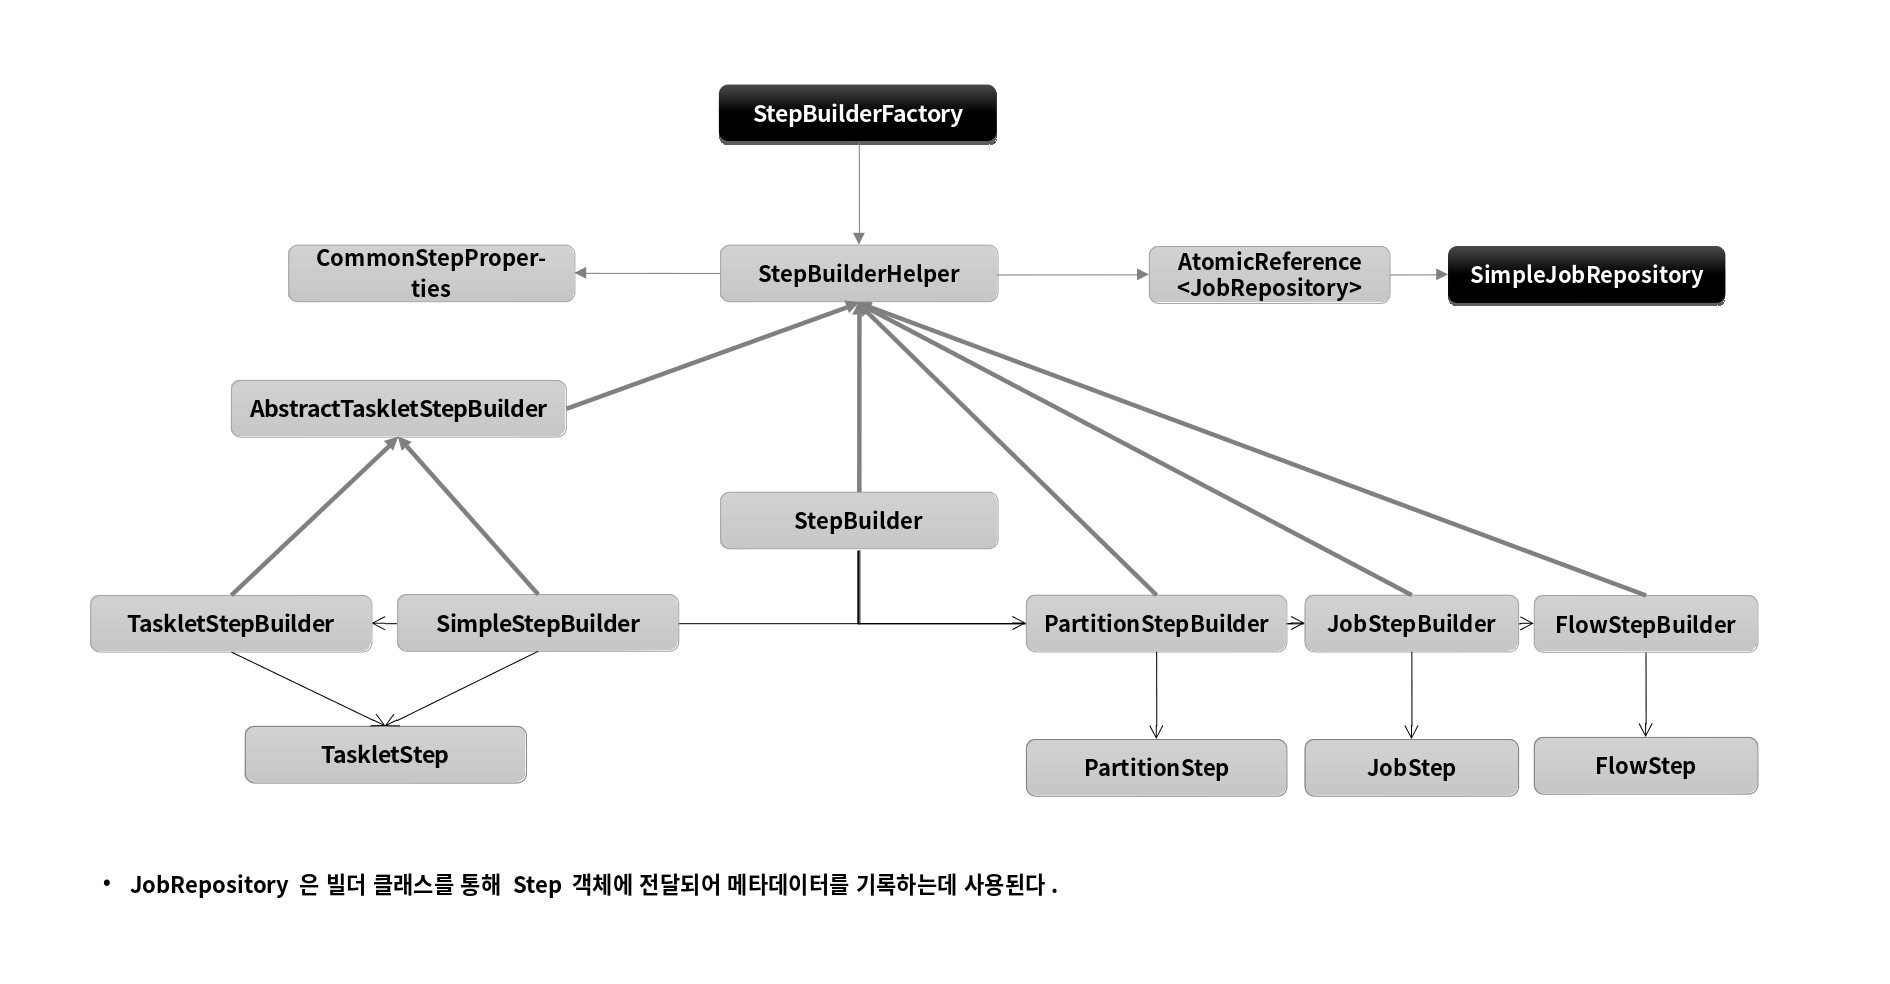 StepBuilderFactory
CommonStepProper-
ties
StepBuilderHelper
AtomicReference
<JobRepository>
SimpleJobRepository
AbstractTaskletStepBuilder
StepBuilder
TaskletStepBuilder
SimpleStepBuilder
PartitionStepBuilder
JobStepBuilder
FlowStepBuilder
TaskletStep
PartitionStep
JobStep
FlowStep
• JobRepository 은 빌더 클래스를 통해 Step 객체에 전달되어 메타데이터를 기록하는데 사용된다 .